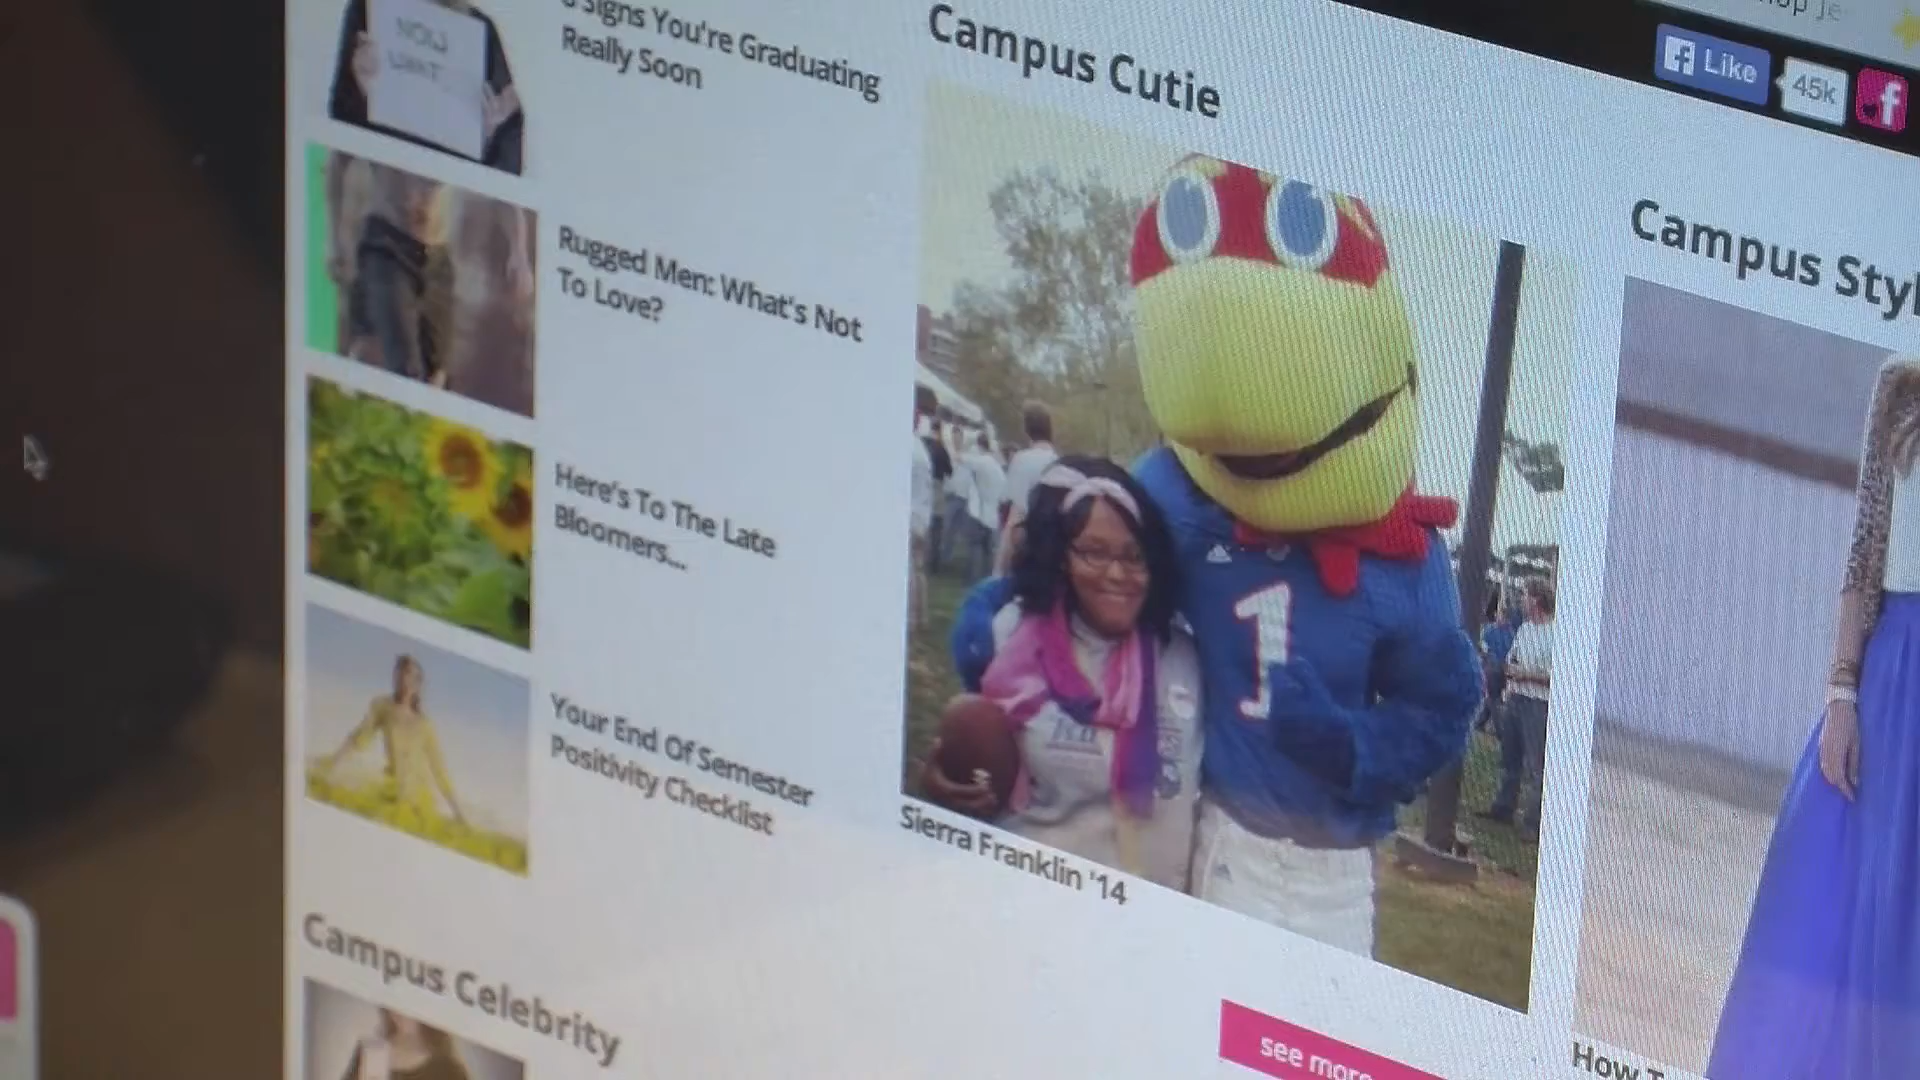 Signs You're Graduating
Really Soon
Rugged Men: What's Not
To Love?
Here's To The Late
Bloomers...
Your End Of Semester
Positivity Checklist
Campus Celebrity
Campus Cutie
1
Sierra Franklin '14
see more
Like
45k
f
Campus
How